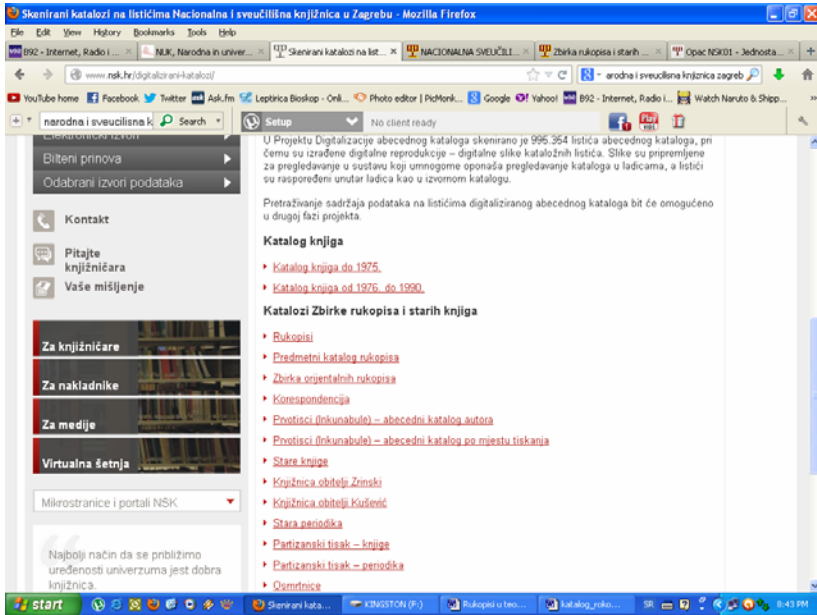 Skenirani katalozi na listićima Nacionalna i sveučilišna knjižnica u Zagrebu - Mozilla Firefox
File Edit View History Bookmarks Tools Help
B92 - Internet, Radio i ... NUK, Narodna in univer... Skenirani katalozi na list... NACIONALNA SVEUČILI... Zbirka rukopisa i starih ... Opac NSK01 - Jednosta...
www.nsk.hr/digitalizirani-katalozi/
arodna i sveucilisna knjiznica zagreb
YouTube home Facebook Twitter Ask.fm Leptirica Bioskop - Onli... Photo editor | PicMonk... Google Yahoo! B92 - Internet, Radio i... Watch Naruto & Shipp...
narodna i sveucilisna k Search Setup No client ready
Elektronički izvori
Bilteni prinova
Odabrani izvori podataka
Kontakt
Pitajte
knjižničara
Vaše mišljenje
Za knjižničare
Za nakladnike
Za medije
Virtualna šetnja
Mikrostranice i portali NSK
Najbolji način da se približimo
uređenosti univerzuma jest dobra
knjižnica.
U Projektu Digitalizacije abecednog kataloga skenirano je 995.354 listića abecednog kataloga, pri
čemu su izrađene digitalne reprodukcije – digitalne slike kataložnih listića. Slike su pripremljene
za pregledavanje u sustavu koji umnogome oponaša pregledavanje kataloga u ladicama, a listići
su raspoređeni unutar ladica kao u izvornom katalogu.
Pretraživanje sadržaja podataka na listićima digitaliziranog abecednog kataloga bit će omogućeno
u drugoj fazi projekta.
Katalog knjiga
Katalog knjiga do 1975.
Katalog knjiga od 1976. do 1990.
Katalozi Zbirke rukopisa i starih knjiga
Rukopisi
Predmetni katalog rukopisa
Zbirka orijentalnih rukopisa
Korespondencija
Prvotisci (Inkunabule) – abecedni katalog autora
Prvotisci (Inkunabule) – abecedni katalog po mjestu tiskanja
Stare knjige
Knjižnica obitelji Zrinski
Knjižnica obitelji Kušević
Stara periodika
Partizanski tisak – knjige
Partizanski tisak – periodika
Osmrtnice
start Skenirani kata... KINGSTON (F:) Rukopisi u teo... katalog_roko... SR 8:43 PM